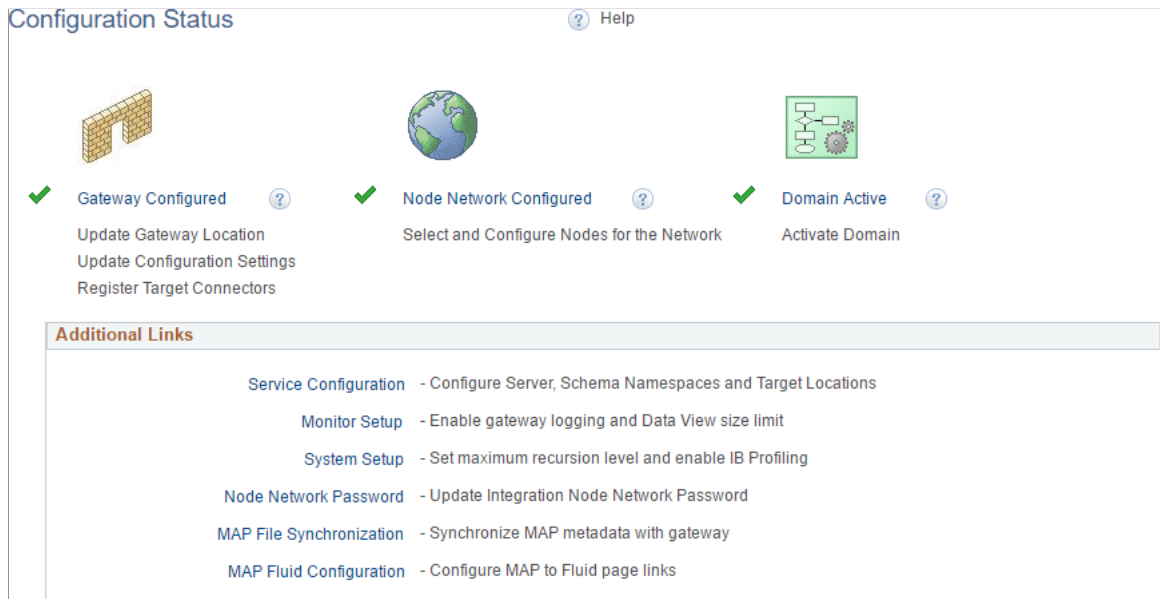 Configuration Status
? Help
Gateway Configured ?
Node Network Configured ?
Domain Active ?
Update Gateway Location
Select and Configure Nodes for the Network
Activate Domain
Update Configuration Settings
Register Target Connectors
Additional Links
Service Configuration - Configure Server, Schema Namespaces and Target Locations
Monitor Setup - Enable gateway logging and Data View size limit
System Setup - Set maximum recursion level and enable IB Profiling
Node Network Password - Update Integration Node Network Password
MAP File Synchronization - Synchronize MAP metadata with gateway
MAP Fluid Configuration - Configure MAP to Fluid page links